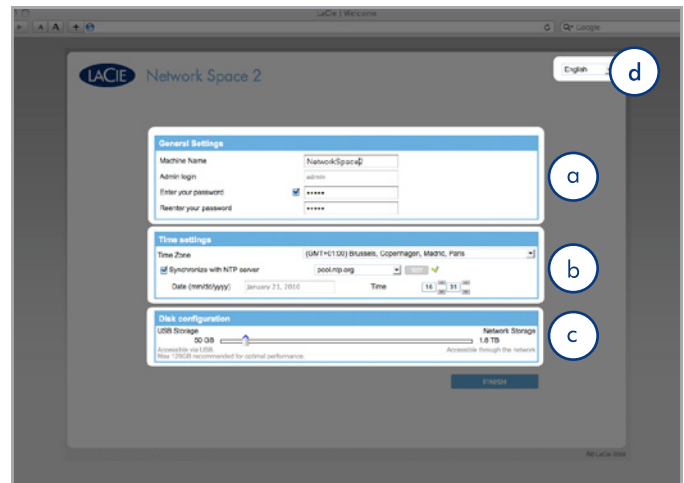 LaCie | Welcome
A A + Q- Google
LACIE Network Space 2
English
d
General Settings
Machine Name NetworkSpace2
Admin login admin
Enter your password •••••
Reenter your password •••••
a
Time settings
Time Zone (GMT+01:00) Brussels, Copenhagen, Madrid, Paris
Synchronize with NTP server pool.ntp.org
Date (mm/dd/yyyy) January 21, 2010 Time 16 31
b
Disk configuration
USB Storage Network Storage
50 GB 1.8 TB
Accessible via USB. Accessible through the network
Max 128GB recommended for optimal performance.
c
FINISH